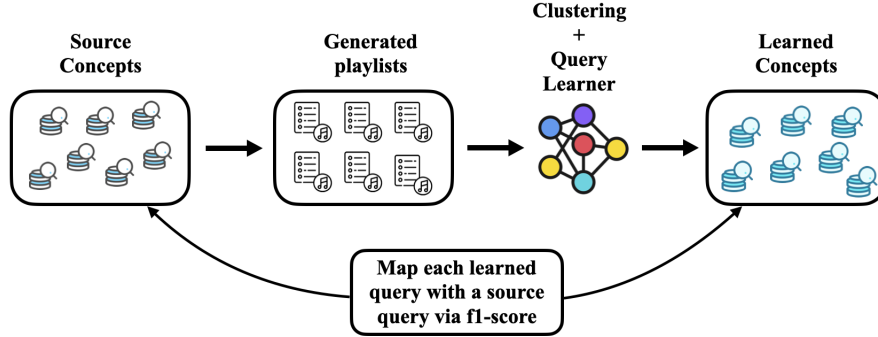 Source
Concepts
Generated
playlists
Clustering
+
Query
Learner
Learned
Concepts
Map each learned
query with a source
query via f1-score